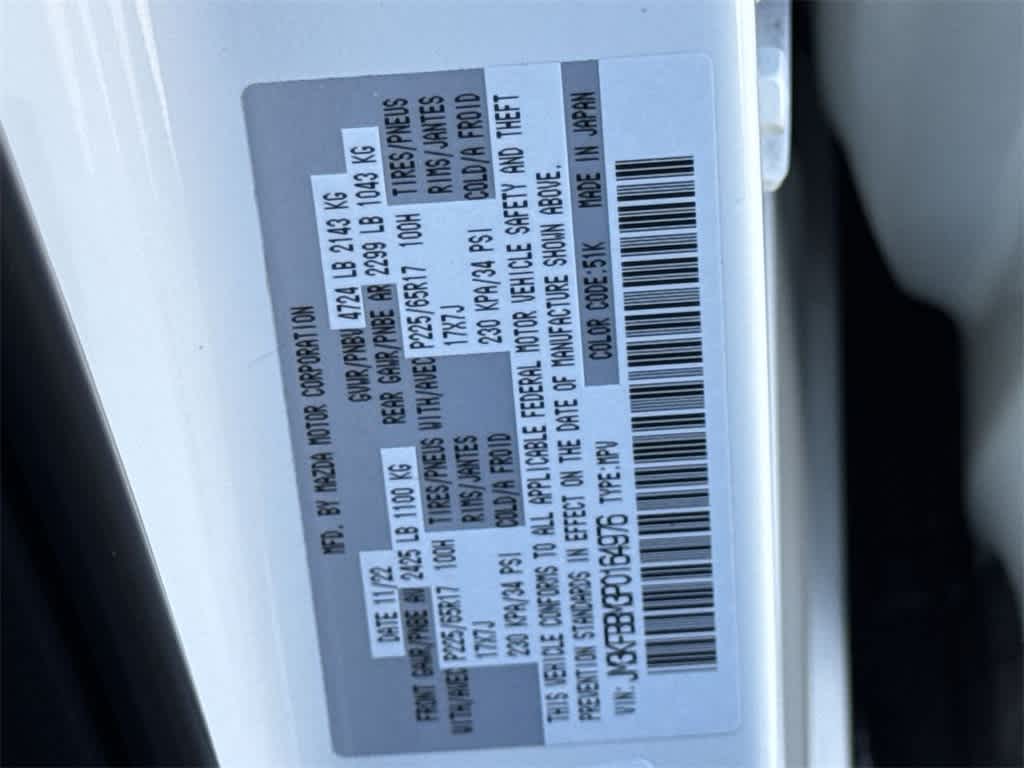 MFD. BY MAZDA MOTOR CORPORATION
DATE 11/22 GVWR/PNBV 4724 LB 2143 KG
FRONT GAWR/PNBE AV 2425 LB 1100 KG REAR GAWR/PNBE AR 2299 LB 1043 KG
WITH/AVEC P225/65R17 100H TIRES/PNEUS WITH/AVEC P225/65R17 100H TIRES/PNEUS
17X7J RIMS/JANTES 17X7J RIMS/JANTES
230 KPA/34 PSI COLD/A FROID 230 KPA/34 PSI COLD/A FROID
THIS VEHICLE CONFORMS TO ALL APPLICABLE FEDERAL MOTOR VEHICLE SAFETY AND THEFT
PREVENTION STANDARDS IN EFFECT ON THE DATE OF MANUFACTURE SHOWN ABOVE.
VIN: TYPE:MPV COLOR CODE:51K MADE IN JAPAN